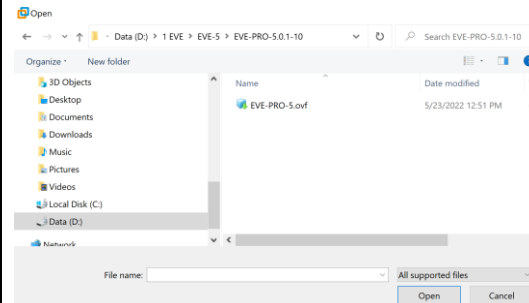 Open
Data (D:) > 1 EVE > EVE-5 > EVE-PRO-5.0.1-10
Search EVE-PRO-5.0.1-10
Organize
New folder
3D Objects
Desktop
Documents
Downloads
Music
Pictures
Videos
Local Disk (C:)
Data (D:)
Network
Name
Date modified
EVE-PRO-5.ovf
5/23/2022 12:51 PM
File name:
All supported files
Open
Cancel